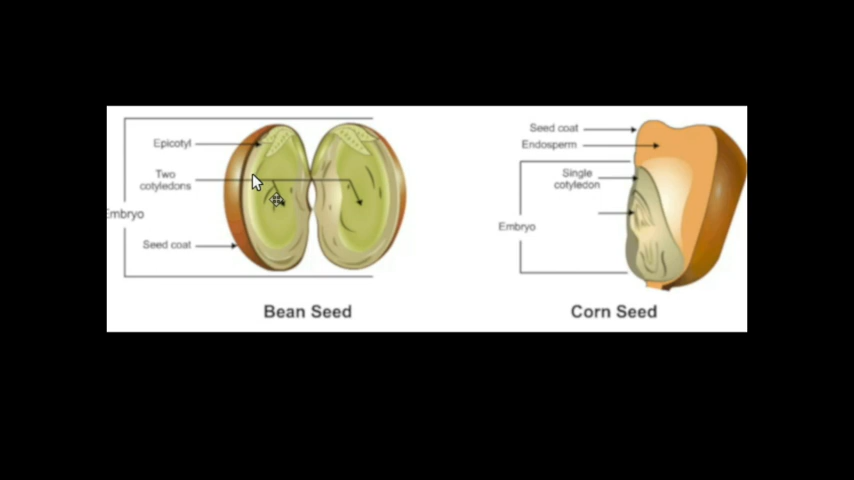 Epicotyl
Two
cotyledons
Embryo
Seed coat
Bean Seed
Seed coat
Endosperm
Single
cotyledon
Embryo
Corn Seed